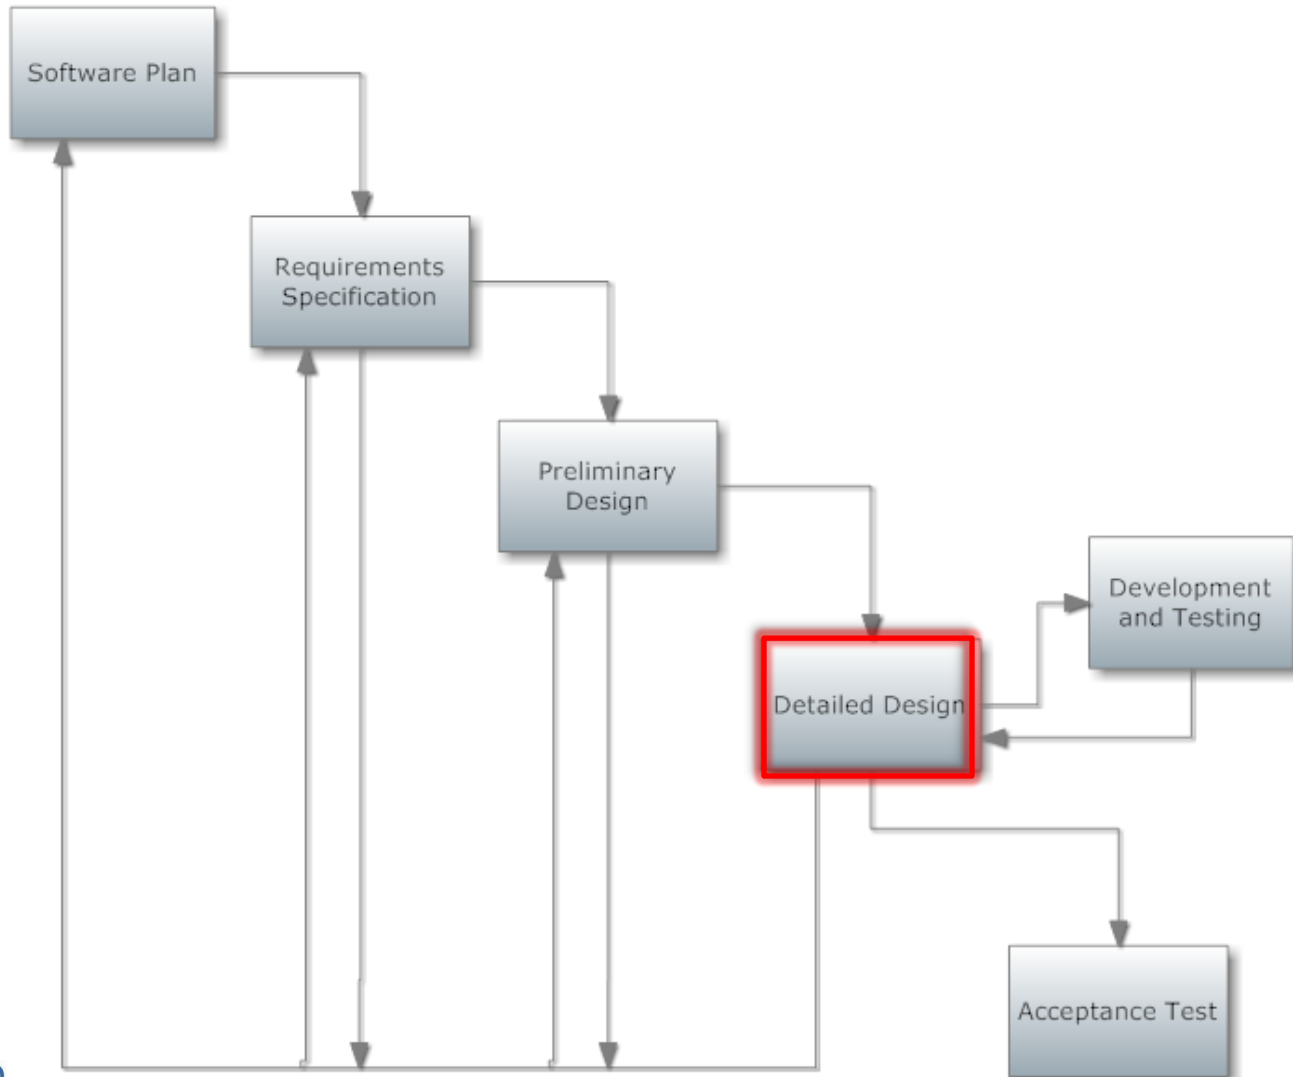 Software Plan
Requirements
Specification
Preliminary
Design
Development
and Testing
Detailed Design
Acceptance Test